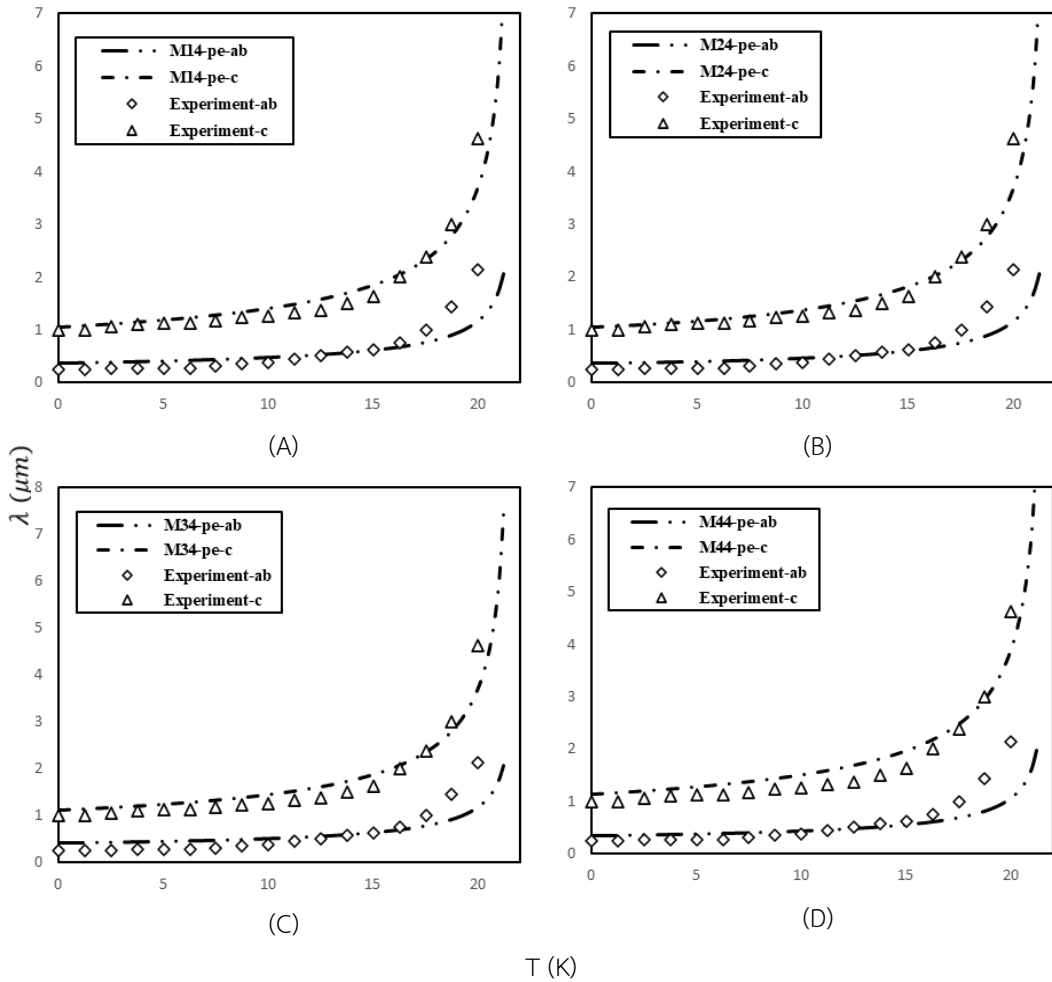 7
6
5
4
3
2
1
0
0 5 10 15 20
M14-pe-ab
M14-pe-c
Experiment-ab
Experiment-c
(A)
7
6
5
4
3
2
1
0
0 5 10 15 20
M24-pe-ab
M24-pe-c
Experiment-ab
Experiment-c
(B)
λ (μm)
8
7
6
5
4
3
2
1
0
0 5 10 15 20
M34-pe-ab
M34-pe-c
Experiment-ab
Experiment-c
(C)
7
6
5
4
3
2
1
0
0 5 10 15 20
M44-pe-ab
M44-pe-c
Experiment-ab
Experiment-c
(D)
T (K)